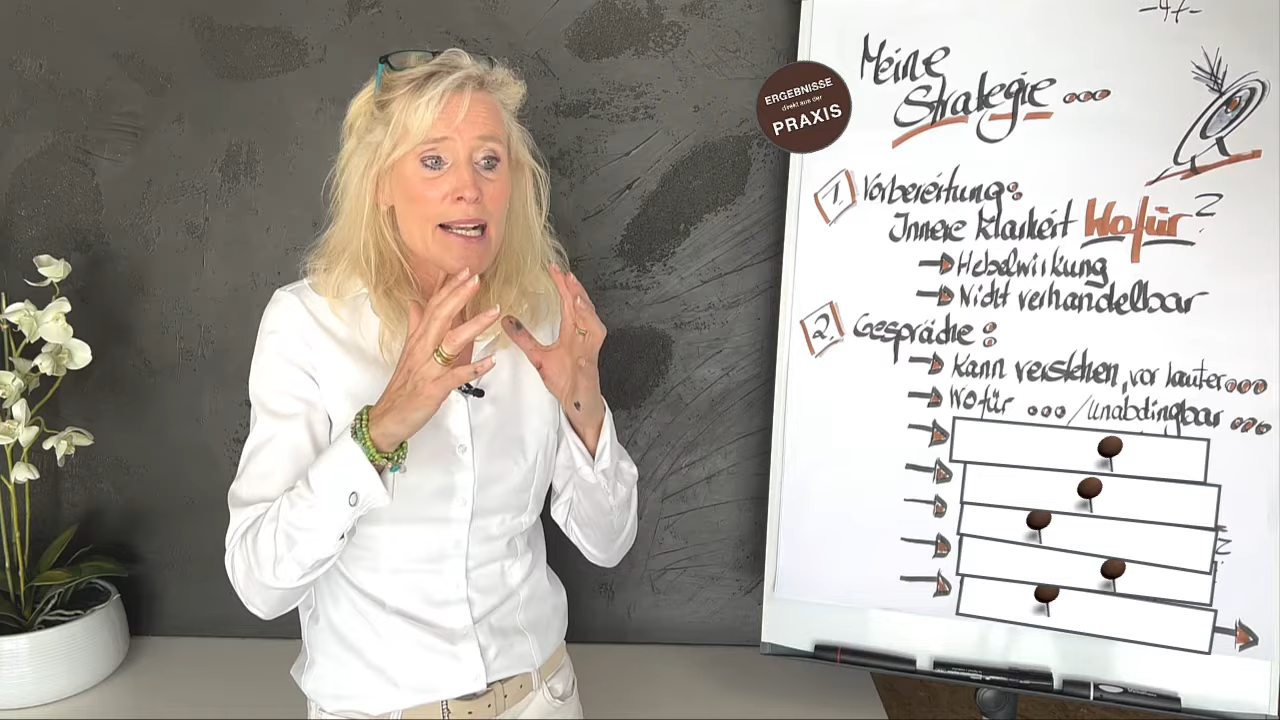 -47-
Meine
Strategie...
ERGEBNISSE
direkt aus der
PRAXIS
1. Vorbereitung:
Innere Klarheit Wofür?
→ Hebelwirkung
→ Nicht verhandelbar
2. Gespräche:
→ Kann verstehen, vor lauter...
→ Wofür ... /unabdingbar ...